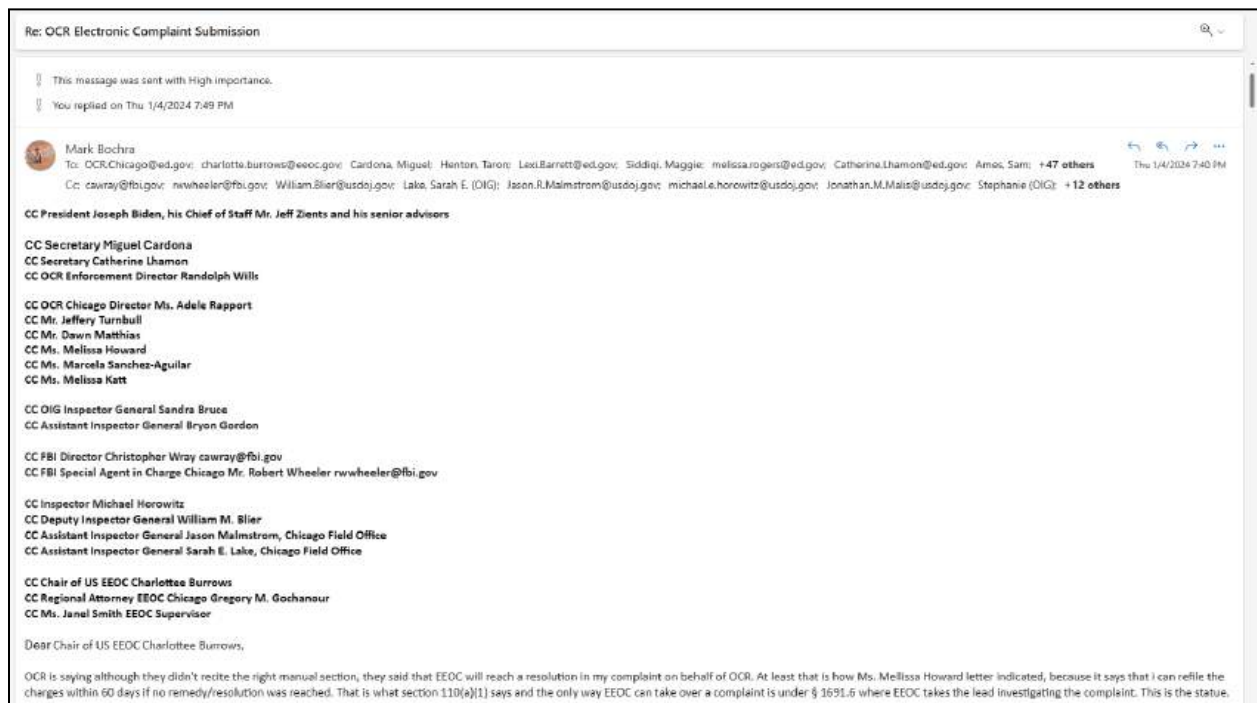 Re: OCR Electronic Complaint Submission
This message was sent with High importance.
You replied on Thu 1/4/2024 7:49 PM
Mark Bochra
To: OCR.Chicago@ed.gov; charlotte.burrows@eeoc.gov; Cardona, Miguel; Henton, Taron; Lexi.Barrett@ed.gov; Siddiqi, Maggie; melissa.rogers@ed.gov; Catherine.Lhamon@ed.gov; Ames, Sam; +47 others
Thu 1/4/2024 7:40 PM
Cc: cawray@fbi.gov; rwwheeler@fbi.gov; William.Blier@usdoj.gov; Lake, Sarah E. (OIG); Jason.R.Malmstrom@usdoj.gov; michael.e.horowitz@usdoj.gov; Jonathan.M.Malis@usdoj.gov; Stephanie (OIG); +12 others
CC President Joseph Biden, his Chief of Staff Mr. Jeff Zients and his senior advisors
CC Secretary Miguel Cardona
CC Secretary Catherine Lhamon
CC OCR Enforcement Director Randolph Wills
CC OCR Chicago Director Ms. Adele Rapport
CC Mr. Jeffery Turnbull
CC Mr. Dawn Matthias
CC Ms. Melissa Howard
CC Ms. Marcela Sanchez-Aguilar
CC Ms. Melissa Katt
CC OIG Inspector General Sandra Bruce
CC Assistant Inspector General Bryon Gordon
CC FBI Director Christopher Wray cawray@fbi.gov
CC FBI Special Agent in Charge Chicago Mr. Robert Wheeler rwwheeler@fbi.gov
CC Inspector Michael Horowitz
CC Deputy Inspector General William M. Blier
CC Assistant Inspector General Jason Malmstrom, Chicago Field Office
CC Assistant Inspector General Sarah E. Lake, Chicago Field Office
CC Chair of US EEOC Charlottee Burrows
CC Regional Attorney EEOC Chicago Gregory M. Gochanour
CC Ms. Janel Smith EEOC Supervisor
Dear Chair of US EEOC Charlottee Burrows,
OCR is saying although they didn't recite the right manual section, they said that EEOC will reach a resolution in my complaint on behalf of OCR. At least that is how Ms. Mellissa Howard letter indicated, because it says that i can refile the
charges within 60 days if no remedy/resolution was reached. That is what section 110(a)(1) says and the only way EEOC can take over a complaint is under § 1691.6 where EEOC takes the lead investigating the complaint. This is the statue.